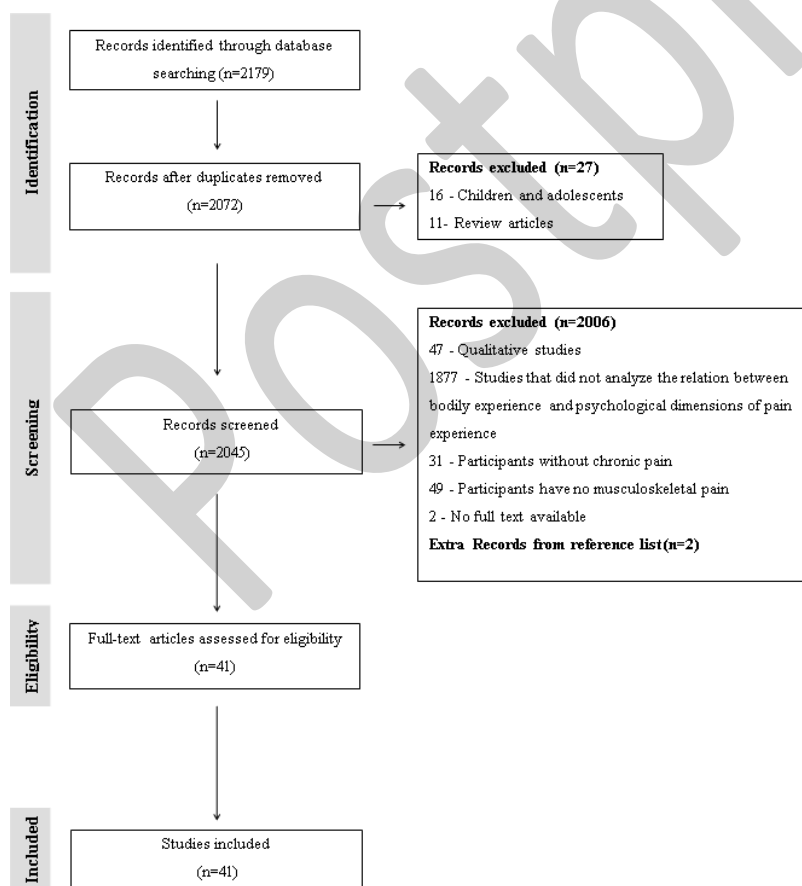 Identification
Records identified through database
searching (n=2179)
Records after duplicates removed
(n=2072)
Records excluded (n=27)
16 - Children and adolescents
11- Review articles
Screening
Records screened
(n=2045)
Records excluded (n=2006)
47 - Qualitative studies
1877 - Studies that did not analyze the relation between
bodily experience and psychological dimensions of pain
experience
31 - Participants without chronic pain
49 - Participants have no musculoskeletal pain
2 - No full text available
Extra Records from reference list(n=2)
Eligibility
Full-text articles assessed for eligibility
(n=41)
Included
Studies included
(n=41)
Postp